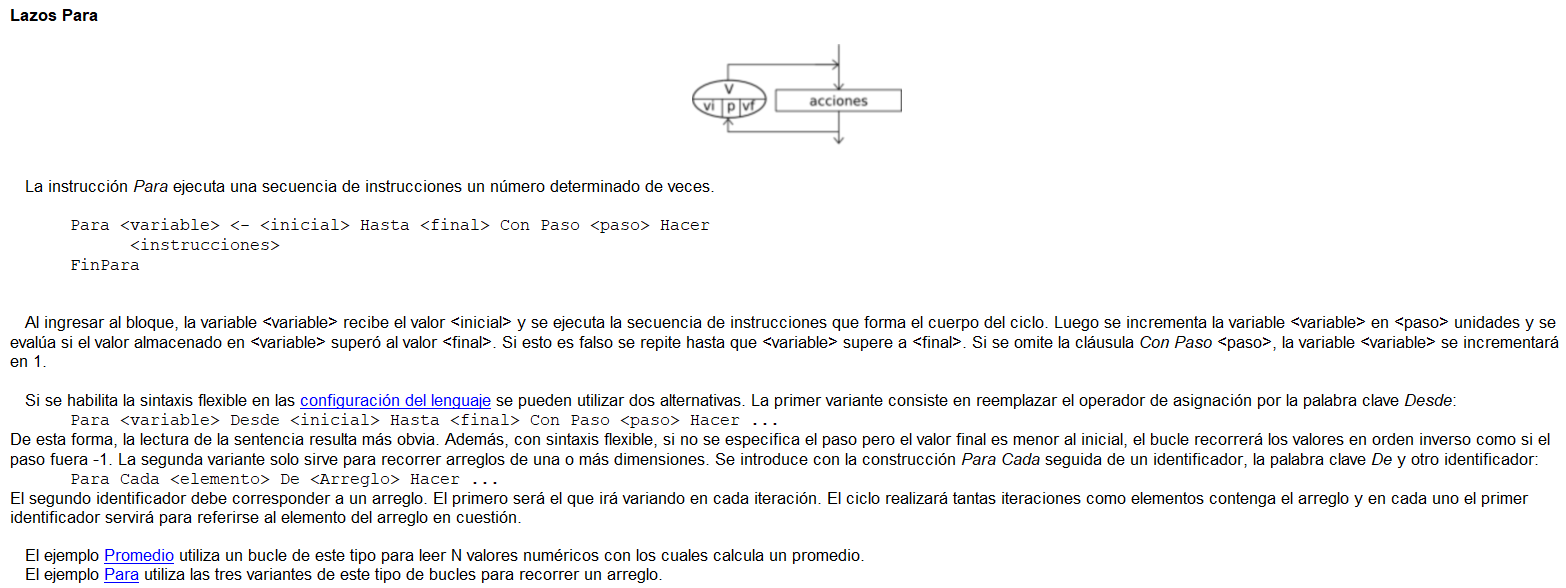 Lazos Para
V
vi p vf
acciones
La instrucción Para ejecuta una secuencia de instrucciones un número determinado de veces.
Para <variable> <- <inicial> Hasta <final> Con Paso <paso> Hacer
<instrucciones>
FinPara
Al ingresar al bloque, la variable <variable> recibe el valor <inicial> y se ejecuta la secuencia de instrucciones que forma el cuerpo del ciclo. Luego se incrementa la variable <variable> en <paso> unidades y se
evalúa si el valor almacenado en <variable> superó al valor <final>. Si esto es falso se repite hasta que <variable> supere a <final>. Si se omite la cláusula Con Paso <paso>, la variable <variable> se incrementará
en 1.
Si se habilita la sintaxis flexible en las configuración del lenguaje se pueden utilizar dos alternativas. La primer variante consiste en reemplazar el operador de asignación por la palabra clave Desde:
Para <variable> Desde <inicial> Hasta <final> Con Paso <paso> Hacer ...
De esta forma, la lectura de la sentencia resulta más obvia. Además, con sintaxis flexible, si no se especifica el paso pero el valor final es menor al inicial, el bucle recorrerá los valores en orden inverso como si el
paso fuera -1. La segunda variante solo sirve para recorrer arreglos de una o más dimensiones. Se introduce con la construcción Para Cada seguida de un identificador, la palabra clave De y otro identificador:
Para Cada <elemento> De <Arreglo> Hacer ...
El segundo identificador debe corresponder a un arreglo. El primero será el que irá variando en cada iteración. El ciclo realizará tantas iteraciones como elementos contenga el arreglo y en cada uno el primer
identificador servirá para referirse al elemento del arreglo en cuestión.
El ejemplo Promedio utiliza un bucle de este tipo para leer N valores numéricos con los cuales calcula un promedio.
El ejemplo Para utiliza las tres variantes de este tipo de bucles para recorrer un arreglo.